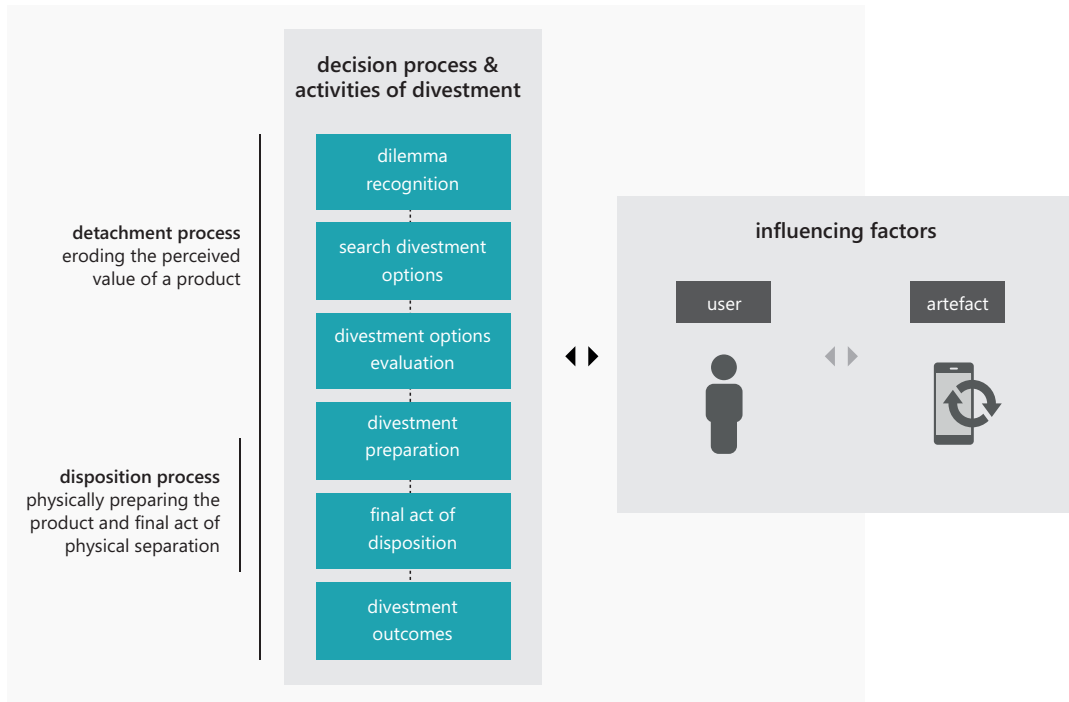 decision process &
activities of divestment
dilemma
recognition
detachment process
eroding the perceived
value of a product
search divestment
options
divestment options
evaluation
divestment
preparation
disposition process
physically preparing the
product and final act of
physical separation
final act of
disposition
divestment
outcomes
influencing factors
user
artefact